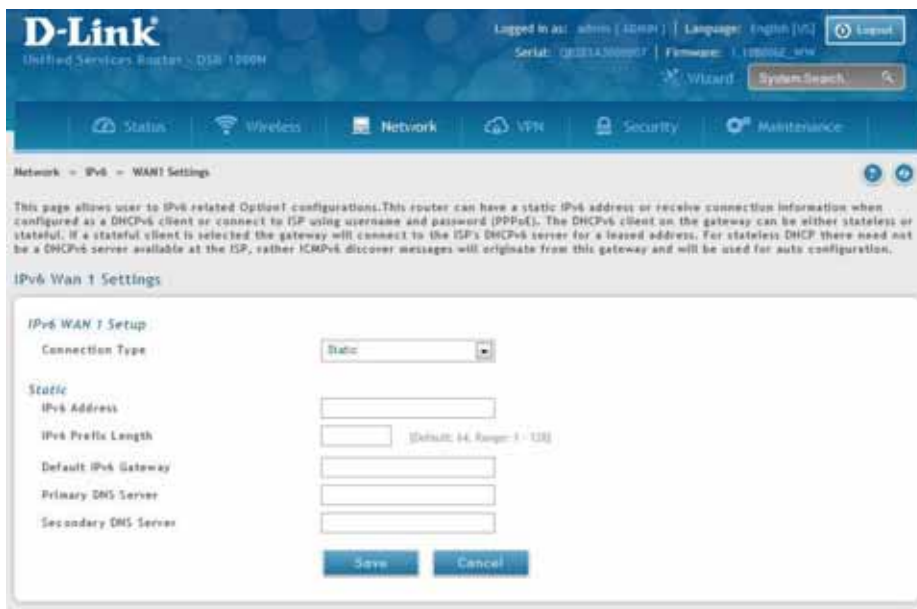 D-Link
Unified Services Router - DSR-1000N
Logged in as: admin ( ADMIN ) | Language: English [US]
Logout
Serial: | Firmware:
Wizard
System Search
Status
Wireless
Network
VPN
Security
Maintenance
Network » IPv6 » WAN1 Settings
This page allows user to IPv6 related Option1 configurations.This router can have a static IPv6 address or receive connection information when
configured as a DHCPv6 client or connect to ISP using username and password (PPPoE). The DHCPv6 client on the gateway can be either stateless or
stateful. If a stateful client is selected the gateway will connect to the ISP's DHCPv6 server for a leased address. For stateless DHCP there need not
be a DHCPv6 server available at the ISP, rather ICMPv6 discover messages will originate from this gateway and will be used for auto configuration.
IPv6 Wan 1 Settings
IPv6 WAN 1 Setup
Connection Type
Static
Static
IPv6 Address
IPv6 Prefix Length
[Default: 64, Range: 1 - 128]
Default IPv6 Gateway
Primary DNS Server
Secondary DNS Server
Save
Cancel